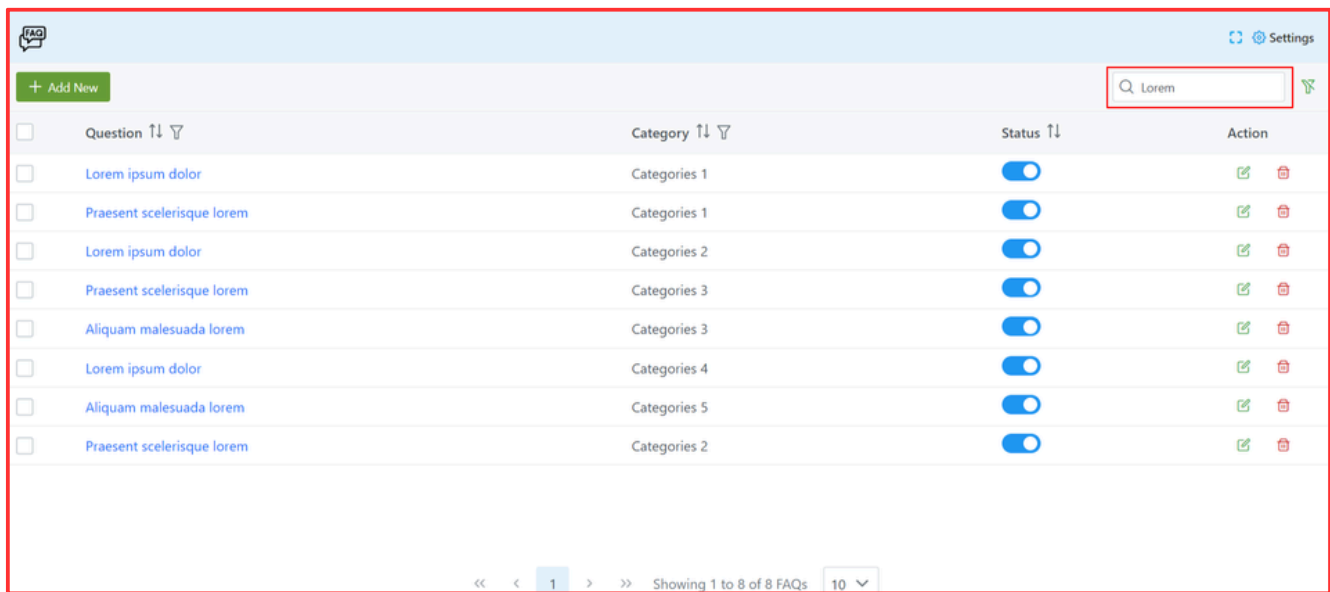 FAQ
Settings
+ Add New
Lorem
Question Category Status Action
Lorem ipsum dolor Categories 1
Praesent scelerisque lorem Categories 1
Lorem ipsum dolor Categories 2
Praesent scelerisque lorem Categories 3
Aliquam malesuada lorem Categories 3
Lorem ipsum dolor Categories 4
Aliquam malesuada lorem Categories 5
Praesent scelerisque lorem Categories 2
<< < 1 > >> Showing 1 to 8 of 8 FAQs 10